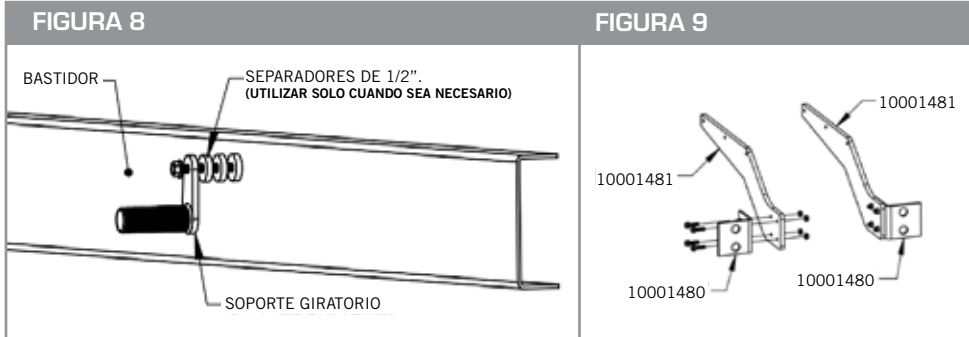 FIGURA 8
BASTIDOR
SEPARADORES DE 1/2”.
(UTILIZAR SOLO CUANDO SEA NECESARIO)
SOPORTE GIRATORIO
FIGURA 9
10001481
10001481
10001480
10001480